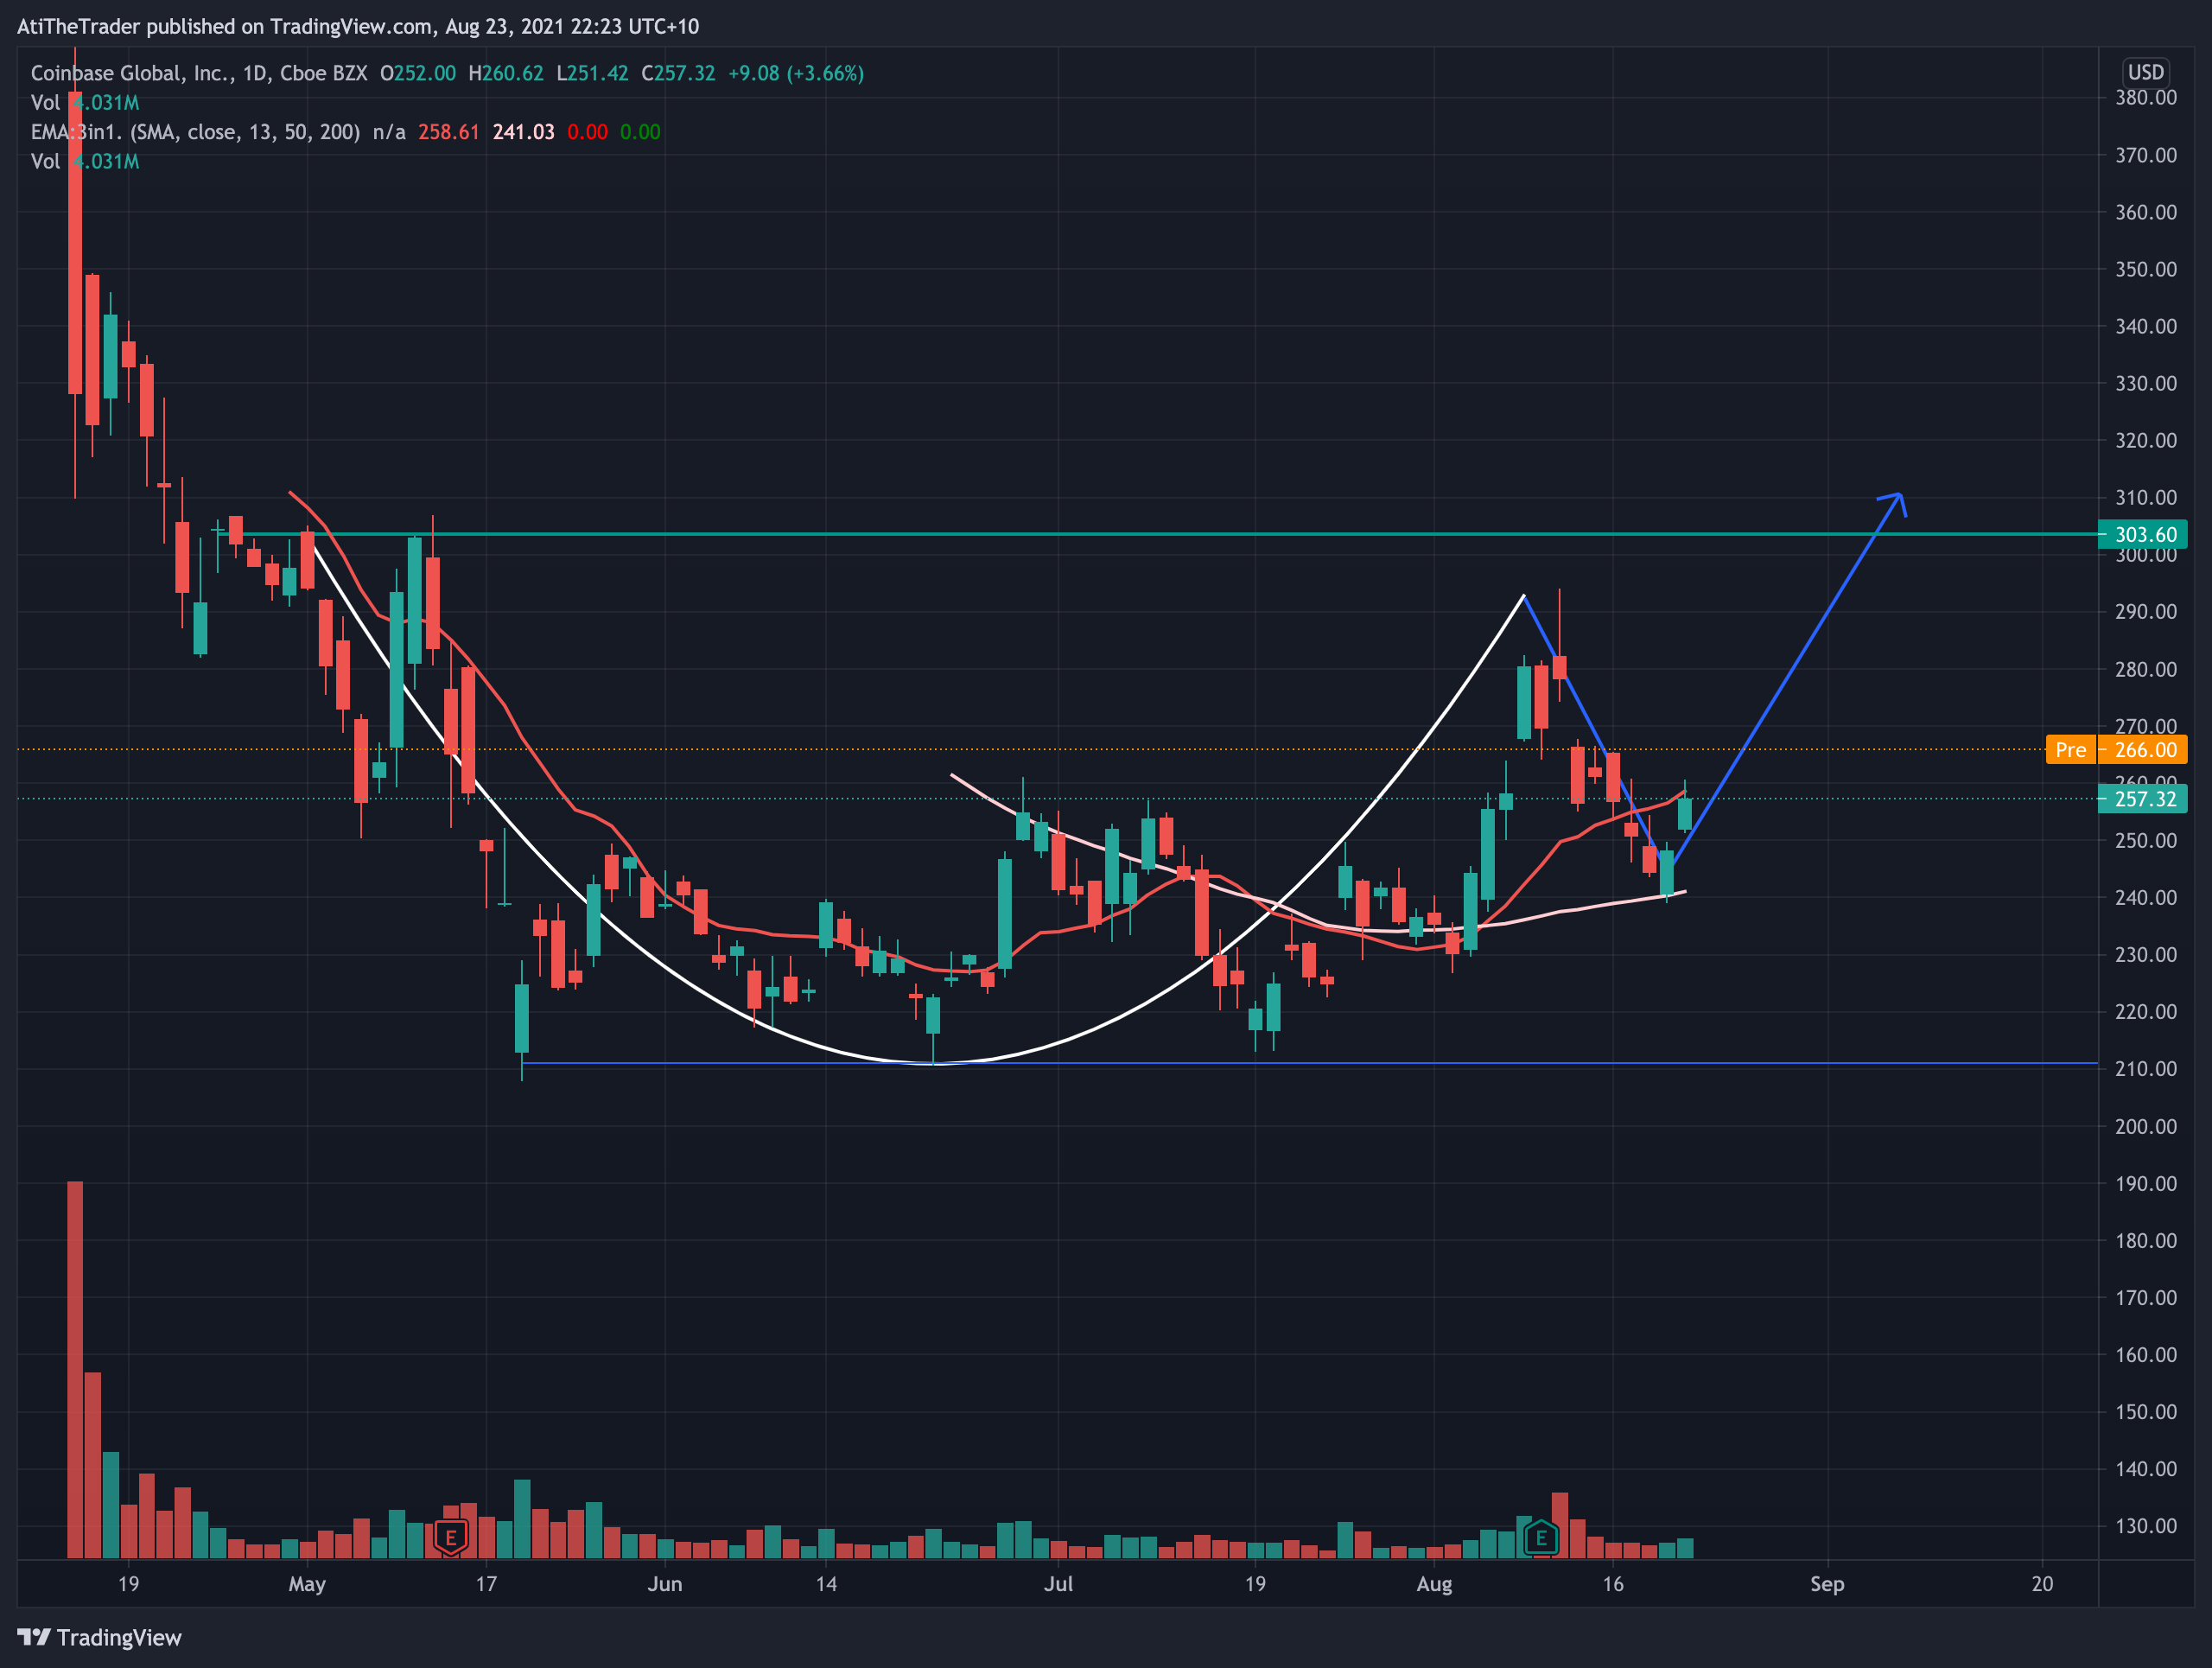 AtiTheTrader published on TradingView.com, Aug 23, 2021 22:23 UTC+10
Coinbase Global, Inc., 1D, Cboe BZX O252.00 H260.62 L251.42 C257.32 +9.08 (+3.66%)
USD
Vol 4.031M
EMA:3in1. (SMA, close, 13, 50, 200) n/a 258.61 241.03 0.00 0.00
Vol 4.031M
380.00
370.00
360.00
350.00
340.00
330.00
320.00
310.00
303.60
300.00
290.00
280.00
270.00
Pre 266.00
260.00
257.32
250.00
240.00
230.00
220.00
210.00
200.00
190.00
180.00
170.00
160.00
150.00
140.00
130.00
E E
19 May 17 Jun 14 Jul 19 Aug 16 Sep 20
TradingView